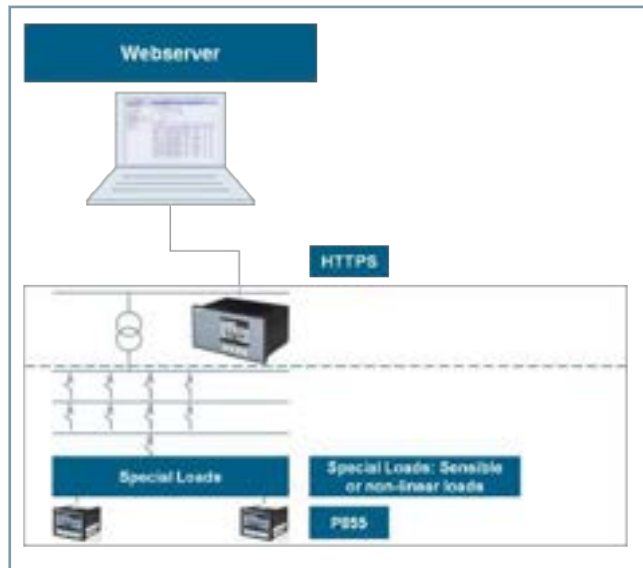 Webserver
HTTPS
Special Loads
Special Loads: Sensible
or non-linear loads
P855